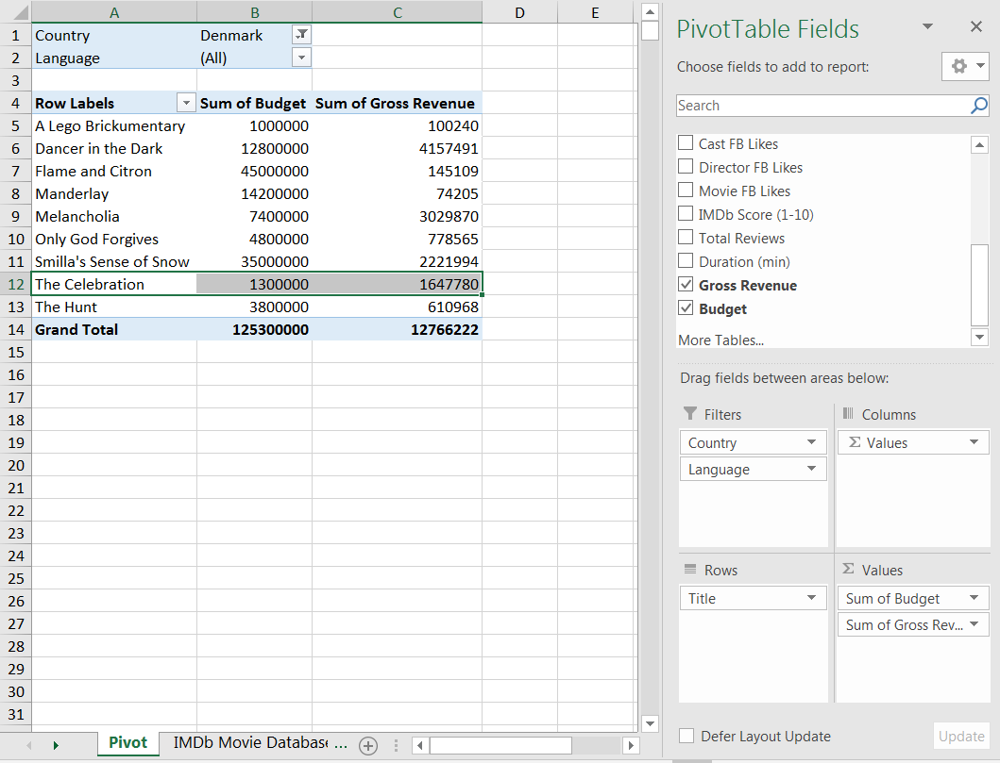 A B C D E
1 Country Denmark
2 Language (All)
3
4 Row Labels Sum of Budget Sum of Gross Revenue
5 A Lego Brickumentary 1000000 100240
6 Dancer in the Dark 12800000 4157491
7 Flame and Citron 45000000 145109
8 Manderlay 14200000 74205
9 Melancholia 7400000 3029870
10 Only God Forgives 4800000 778565
11 Smilla's Sense of Snow 35000000 2221994
12 The Celebration 1300000 1647780
13 The Hunt 3800000 610968
14 Grand Total 125300000 12766222
15
16
17
18
19
20
21
22
23
24
25
26
27
28
29
30
31
Pivot IMDb Movie Database ...
PivotTable Fields
Choose fields to add to report:
Search
Cast FB Likes
Director FB Likes
Movie FB Likes
IMDb Score (1-10)
Total Reviews
Duration (min)
Gross Revenue
Budget
More Tables...
Drag fields between areas below:
Filters
Country
Language
Columns
Σ Values
Rows
Title
Σ Values
Sum of Budget
Sum of Gross Rev...
Defer Layout Update
Update